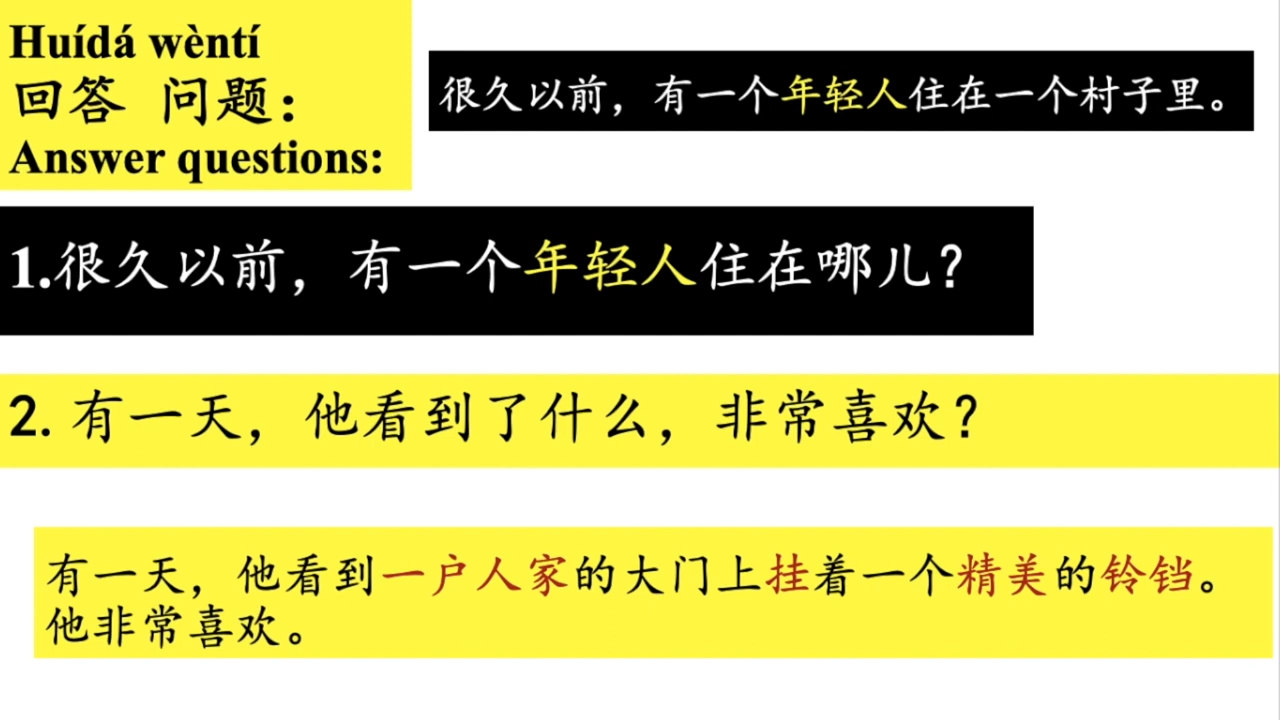 Huídá wèntí
回答 问题：
Answer questions:
很久以前，有一个年轻人住在一个村子里。
1.很久以前，有一个年轻人住在哪儿？
2. 有一天，他看到了什么，非常喜欢？
有一天，他看到一户人家的大门上挂着一个精美的铃铛。
他非常喜欢。